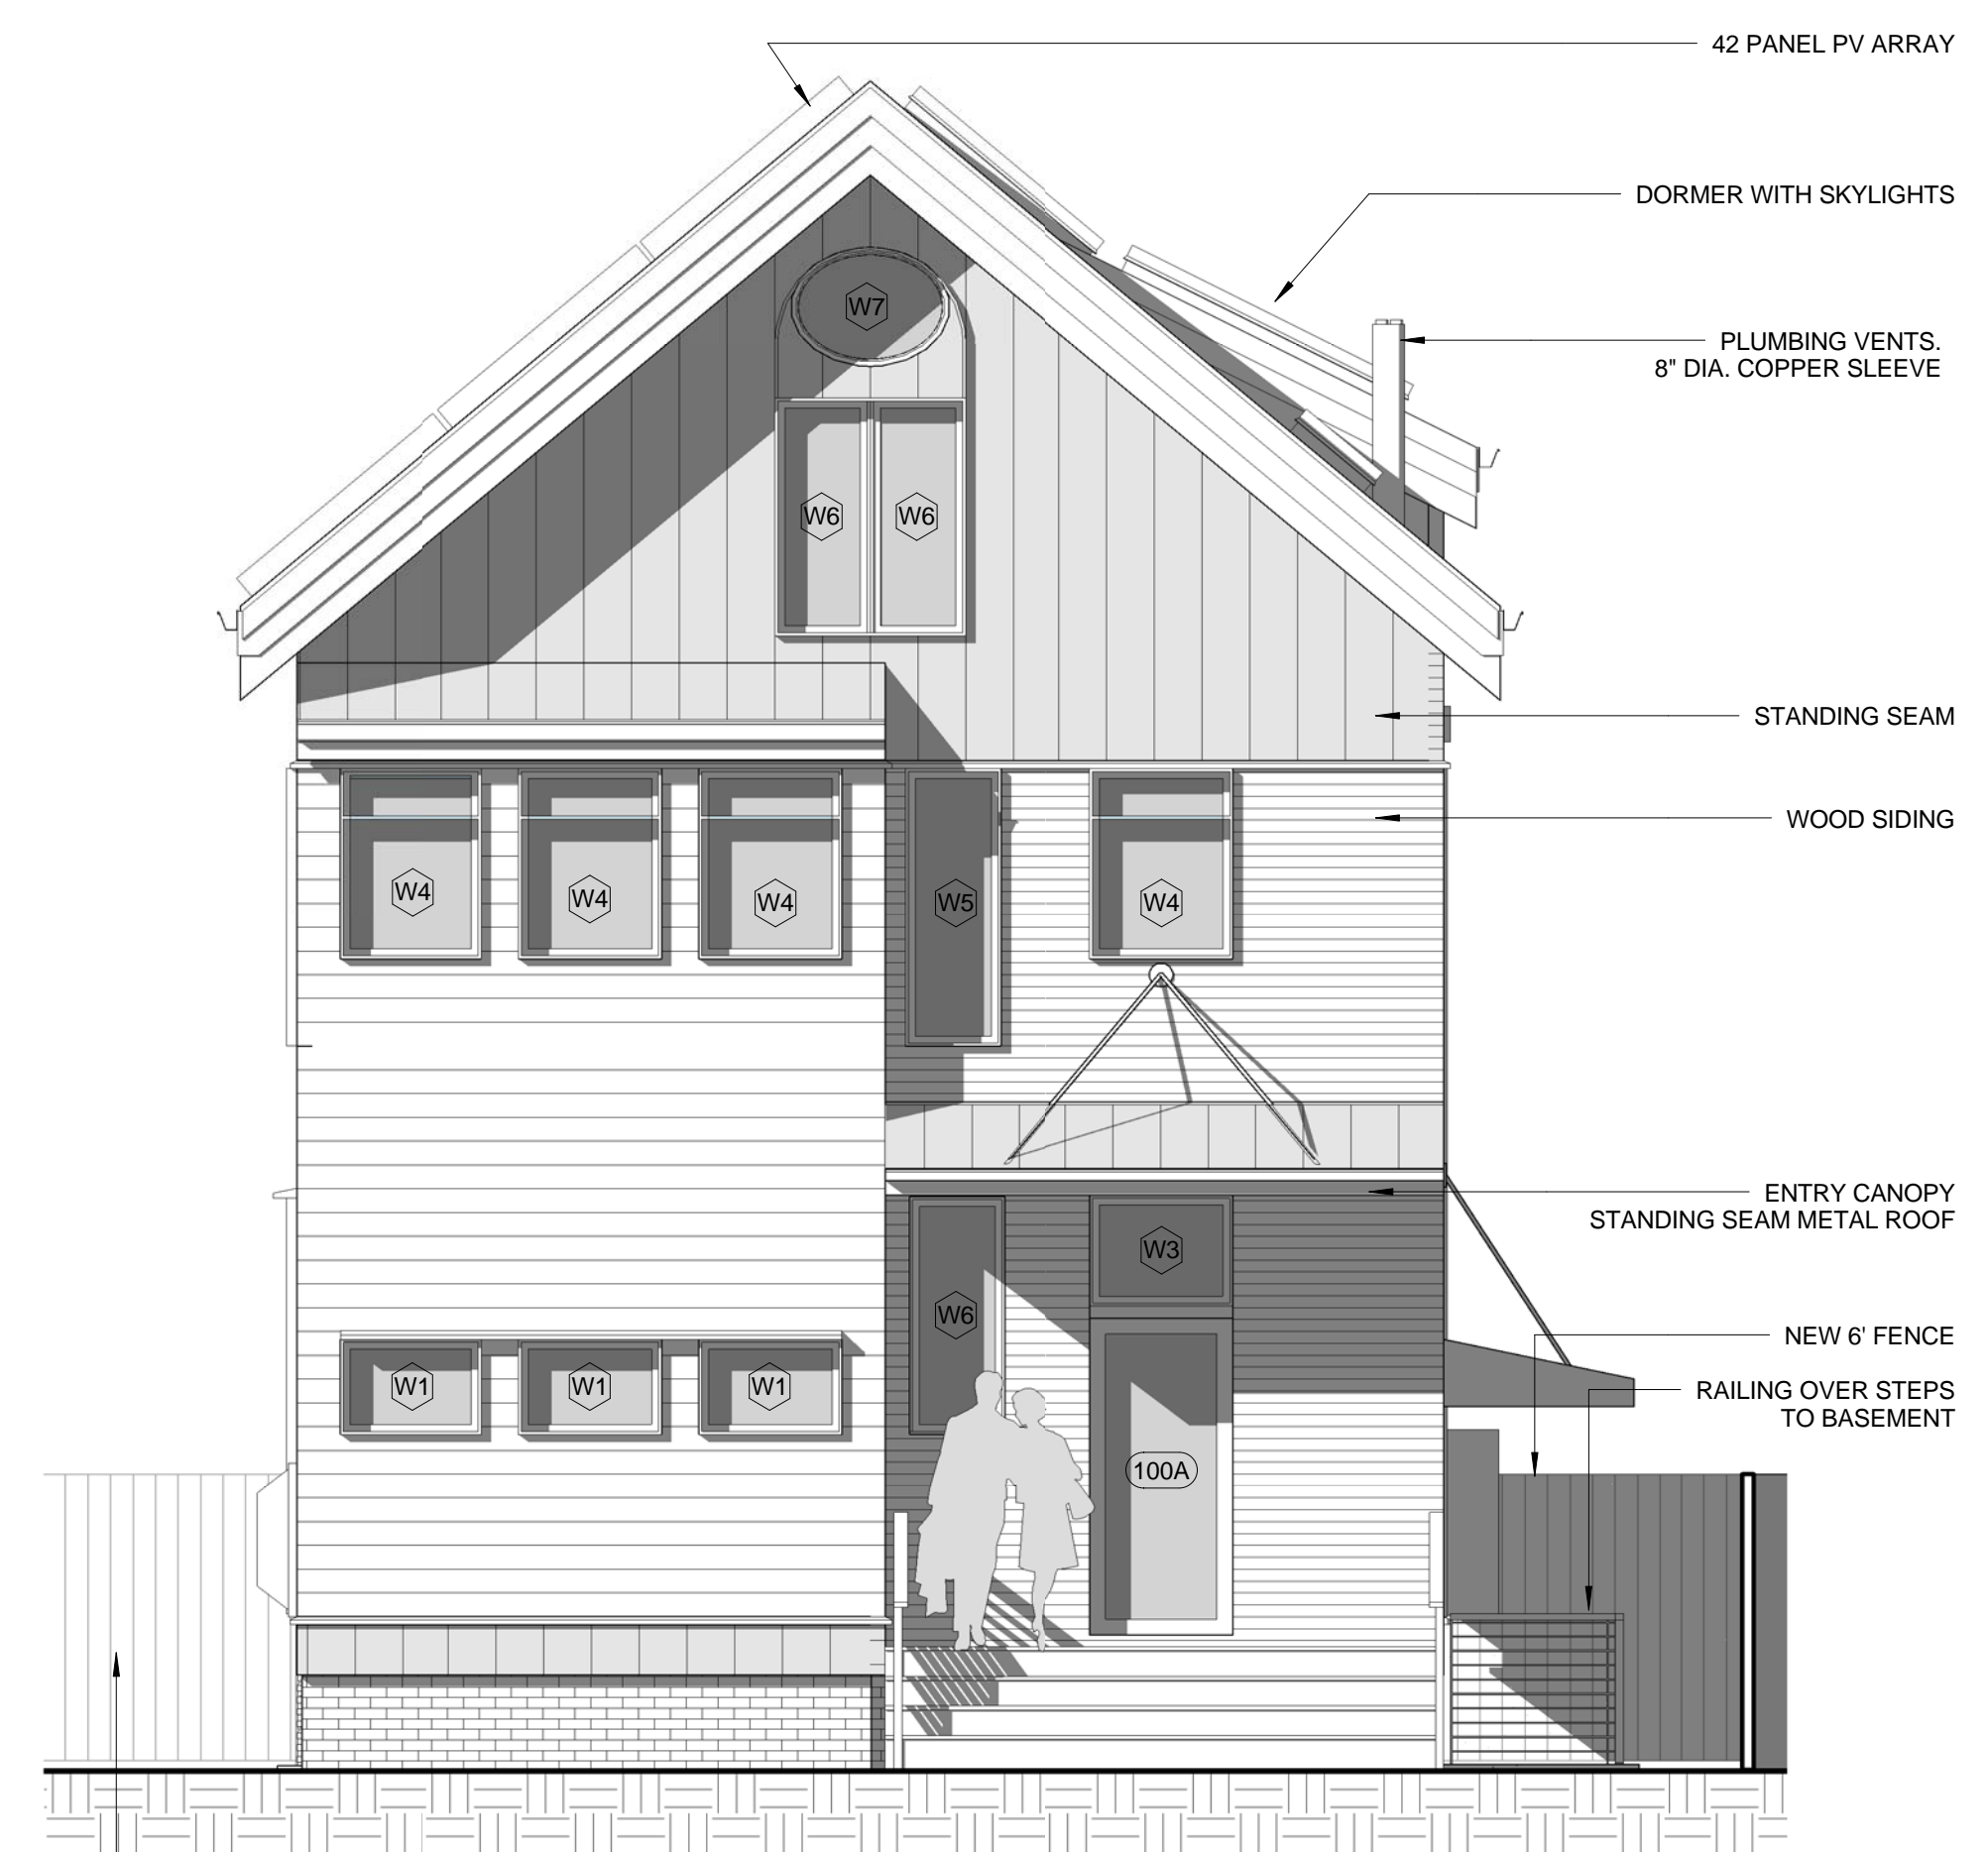 42 PANEL PV ARRAY
DORMER WITH SKYLIGHTS
W7
PLUMBING VENTS.
8" DIA. COPPER SLEEVE
W6
W6
STANDING SEAM
WOOD SIDING
W4
W4
W4
W5
W4
ENTRY CANOPY
STANDING SEAM METAL ROOF
W3
W6
NEW 6' FENCE
W1
W1
W1
RAILING OVER STEPS
TO BASEMENT
100A